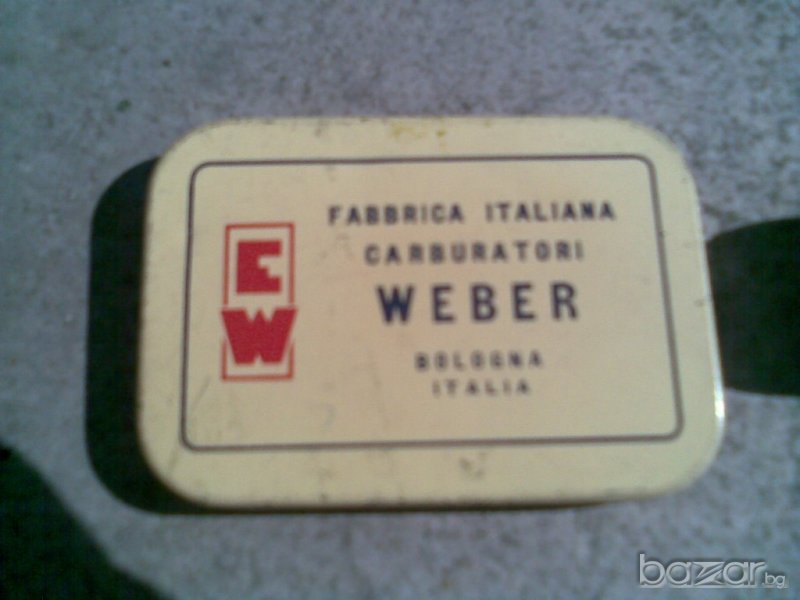 FABBRICA ITALIANA
CARBURATORI
WEBER
BOLOGNA
ITALIA
E
W
bazar.bg